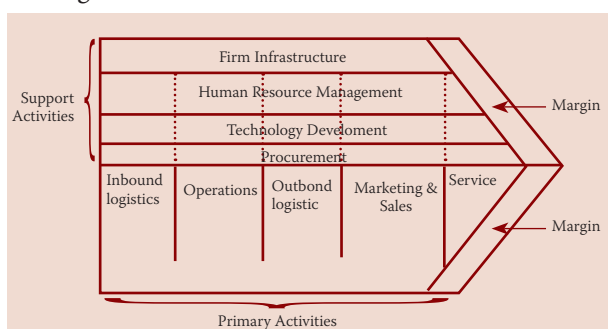 Firm Infrastructure
Support
Activities
Human Resource Management
Margin
Technology Develoment
Procurement
Inbound
logistics
Operations
Outbond
logistic
Marketing &
Sales
Service
Margin
Primary Activities